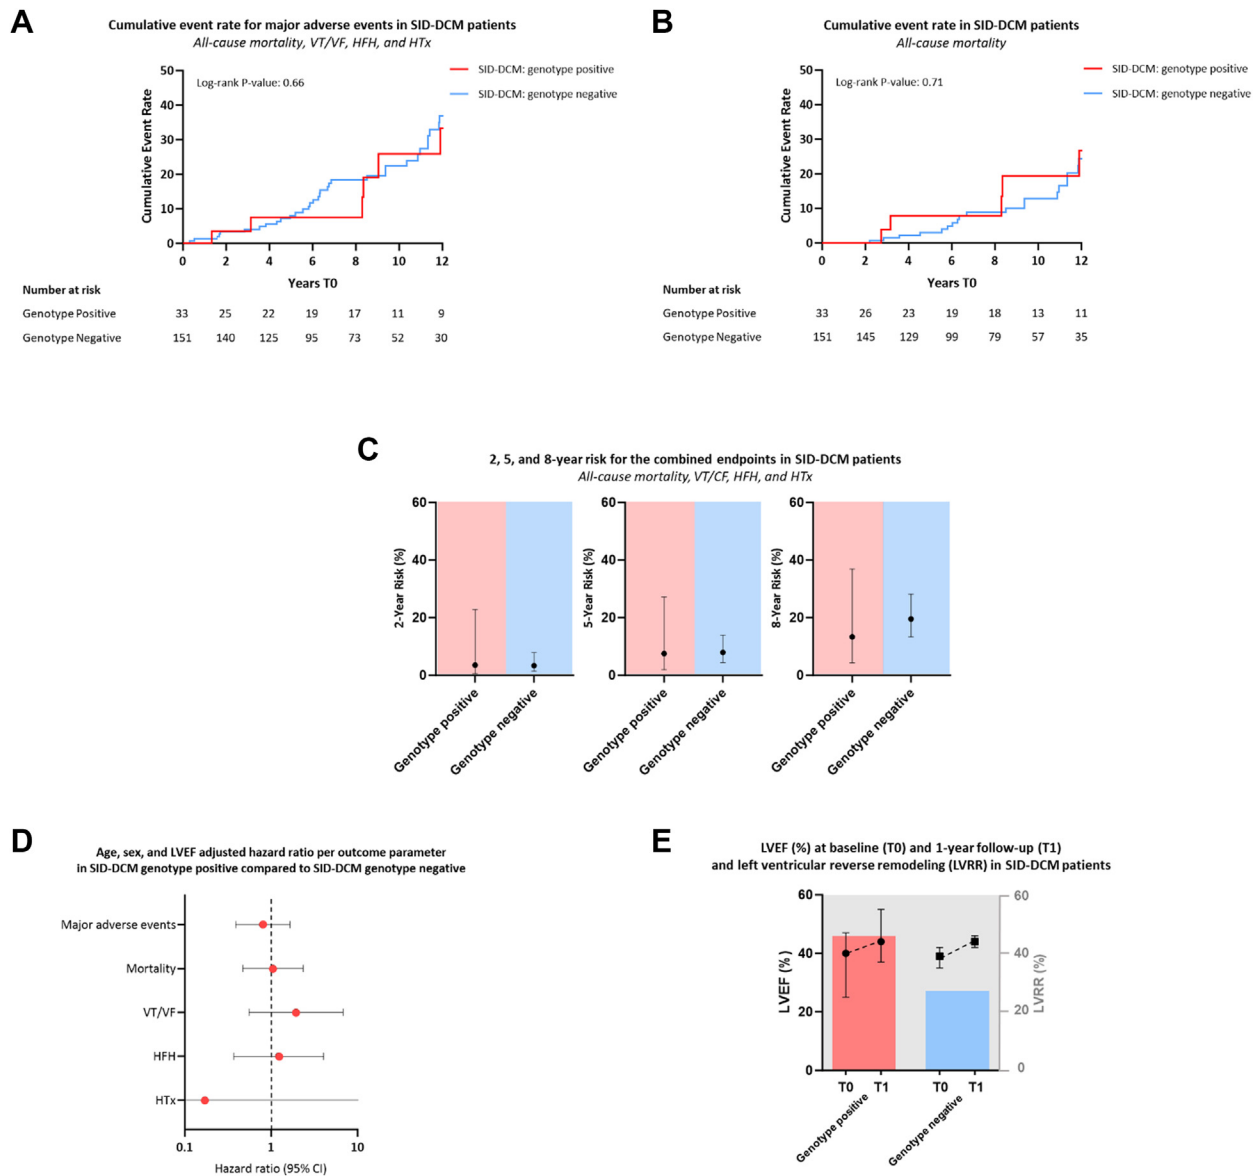 A
Cumulative event rate for major adverse events in SID-DCM patients
All-cause mortality, VT/VF, HFH, and HTx
Log-rank P-value: 0.66
SID-DCM: genotype positive
SID-DCM: genotype negative
Cumulative Event Rate
50
40
30
20
10
0
0 2 4 6 8 10 12
Years T0
Number at risk
Genotype Positive 33 25 22 19 17 11 9
Genotype Negative 151 140 125 95 73 52 30
B
Cumulative event rate in SID-DCM patients
All-cause mortality
Log-rank P-value: 0.71
SID-DCM: genotype positive
SID-DCM: genotype negative
Cumulative Event Rate
50
40
30
20
10
0
0 2 4 6 8 10 12
Years T0
Number at risk
Genotype Positive 33 26 23 19 18 13 11
Genotype Negative 151 145 129 99 79 57 35
C
2, 5, and 8-year risk for the combined endpoints in SID-DCM patients
All-cause mortality, VT/CF, HFH, and HTx
2-Year Risk (%)
60
40
20
0
Genotype positive
Genotype negative
5-Year Risk (%)
60
40
20
0
Genotype positive
Genotype negative
8-Year Risk (%)
60
40
20
0
Genotype positive
Genotype negative
D
Age, sex, and LVEF adjusted hazard ratio per outcome parameter
in SID-DCM genotype positive compared to SID-DCM genotype negative
Major adverse events
Mortality
VT/VF
HFH
HTx
0.1 1 10
Hazard ratio (95% CI)
E
LVEF (%) at baseline (T0) and 1-year follow-up (T1)
and left ventricular reverse remodeling (LVRR) in SID-DCM patients
LVEF (%)
60
40
20
0
60
40
20
0
LVRR (%)
T0 T1 T0 T1
Genotype positive
Genotype negative